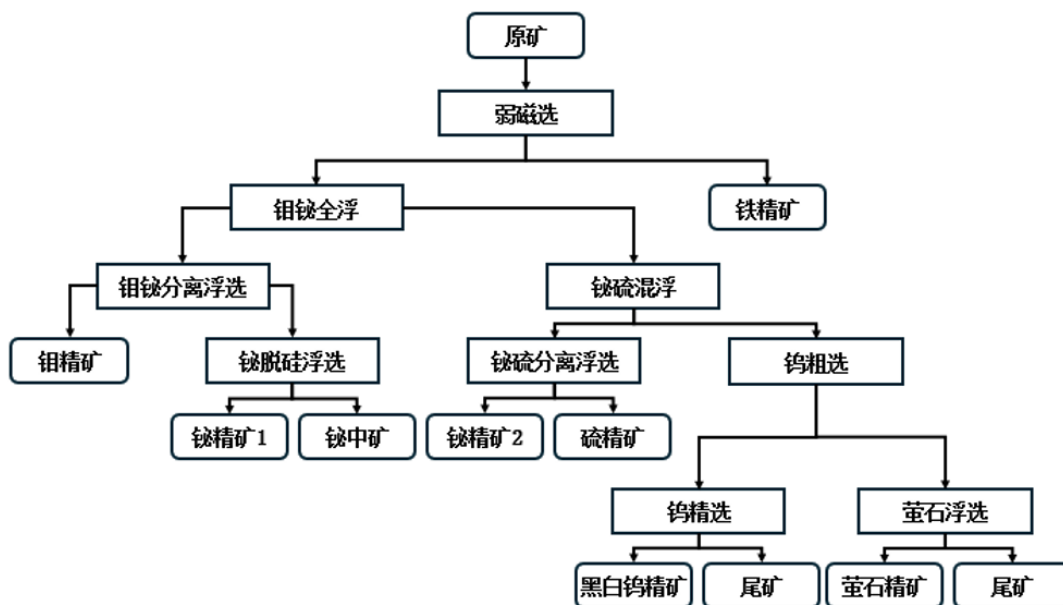 原矿
弱磁选
钼铋全浮
铁精矿
钼铋分离浮选
铋硫混浮
钼精矿
铋脱硅浮选
铋硫分离浮选
钨粗选
铋精矿1
铋中矿
铋精矿2
硫精矿
钨精选
萤石浮选
黑白钨精矿
尾矿
萤石精矿
尾矿